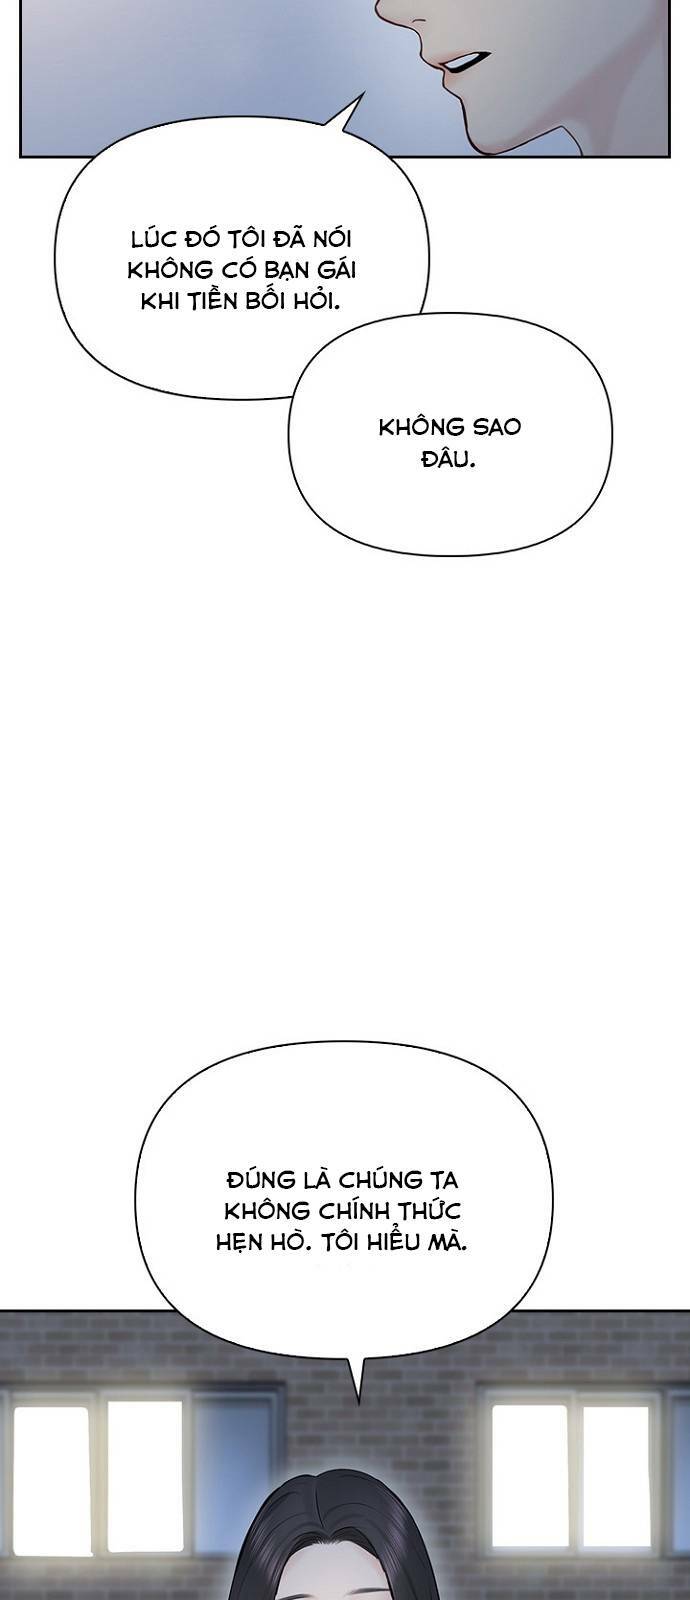 LÚC ĐÓ TÔI ĐÃ NÓI
KHÔNG CÓ BẠN GÁI
KHI TIỀN BỐI HỎI.
KHÔNG SAO
ĐÂU.
ĐÚNG LÀ CHÚNG TA
KHÔNG CHÍNH THỨC
HẸN HÒ. TÔI HIỂU MÀ.